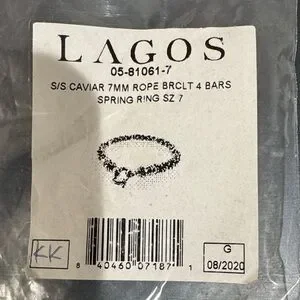 LAGOS
05-81061-7
S/S CAVIAR 7MM ROPE BRCLT 4 BARS
SPRING RING SZ 7
KK
G
08/2020
8 40460 07187 1